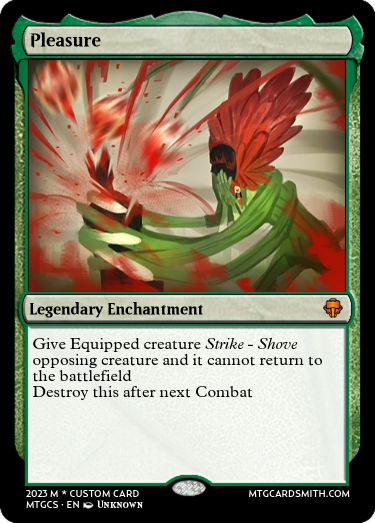 Pleasure
Legendary Enchantment
Give Equipped creature Strike - Shove
opposing creature and it cannot return to
the battlefield
Destroy this after next Combat
2023 M * CUSTOM CARD
MTGCS · EN UNKNOWN
MTGCARDSMITH.COM